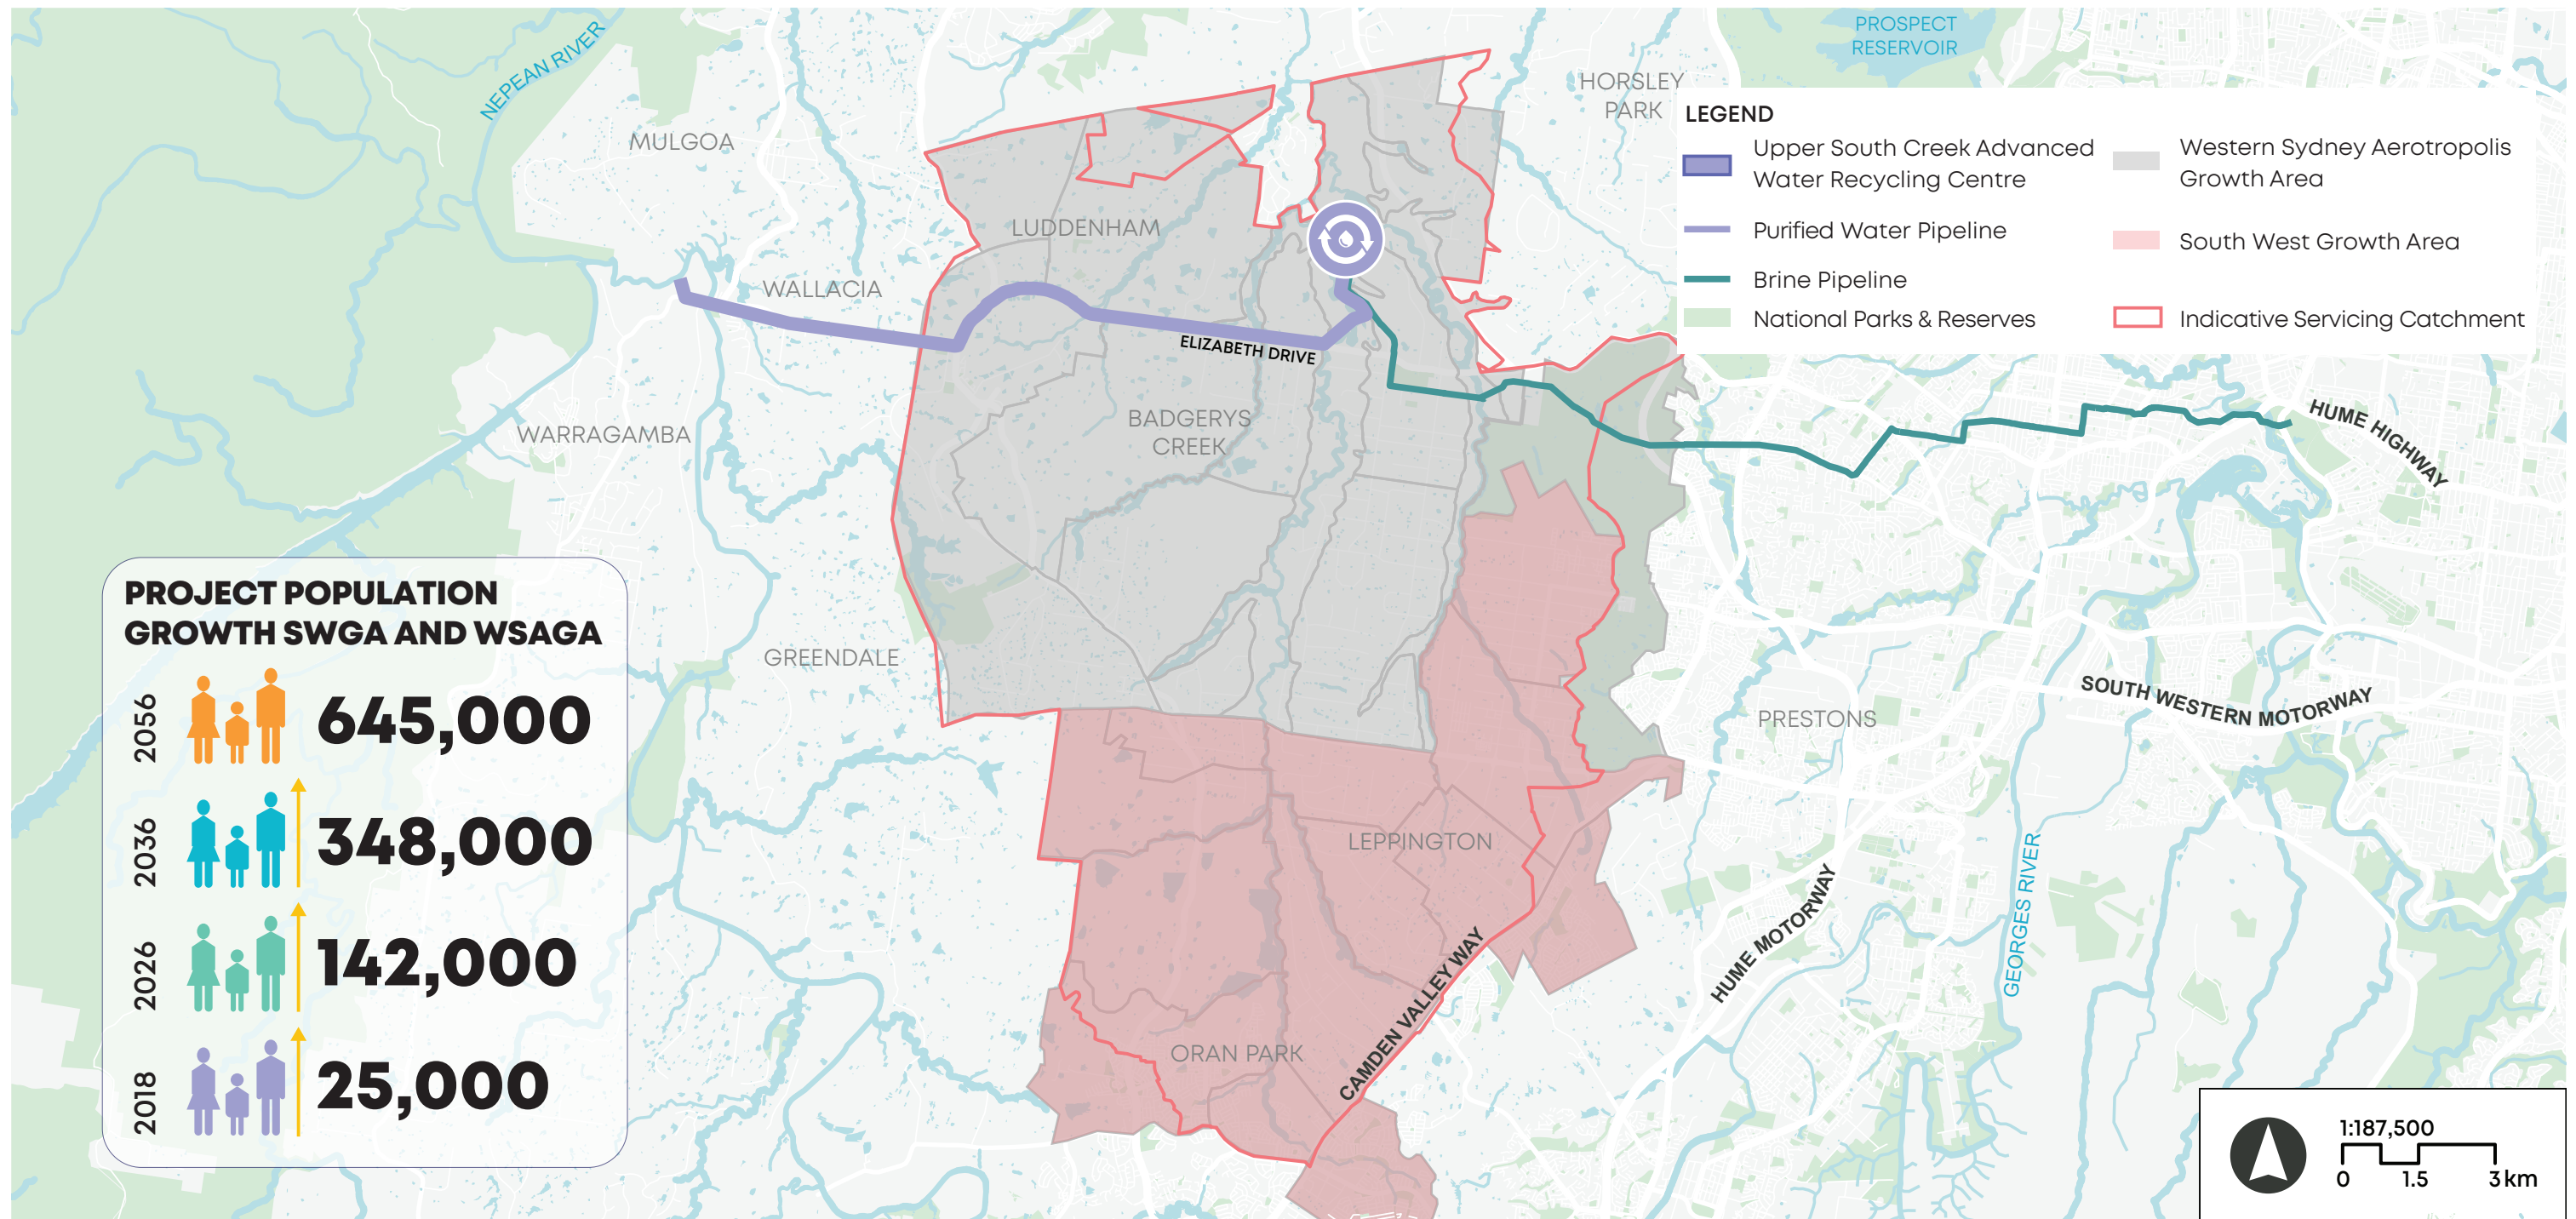 NEPEAN RIVER
MULGOA
WALLACIA
WARRAGAMBA
GREENDALE
LUDDENHAM
ELIZABETH DRIVE
BADGERYS
CREEK
LEPPINGTON
ORAN PARK
CAMDEN VALLEY WAY
HORSLEY
PARK
PROSPECT
RESERVOIR
PRESTONS
HUME HIGHWAY
SOUTH WESTERN MOTORWAY
HUME MOTORWAY
GEORGES RIVER
LEGEND
Upper South Creek Advanced
Water Recycling Centre
Purified Water Pipeline
Brine Pipeline
National Parks & Reserves
Western Sydney Aerotropolis
Growth Area
South West Growth Area
Indicative Servicing Catchment
PROJECT POPULATION
GROWTH SWGA AND WSAGA
2056 645,000
2036 348,000
2026 142,000
2018 25,000
1:187,500
0 1.5 3 km